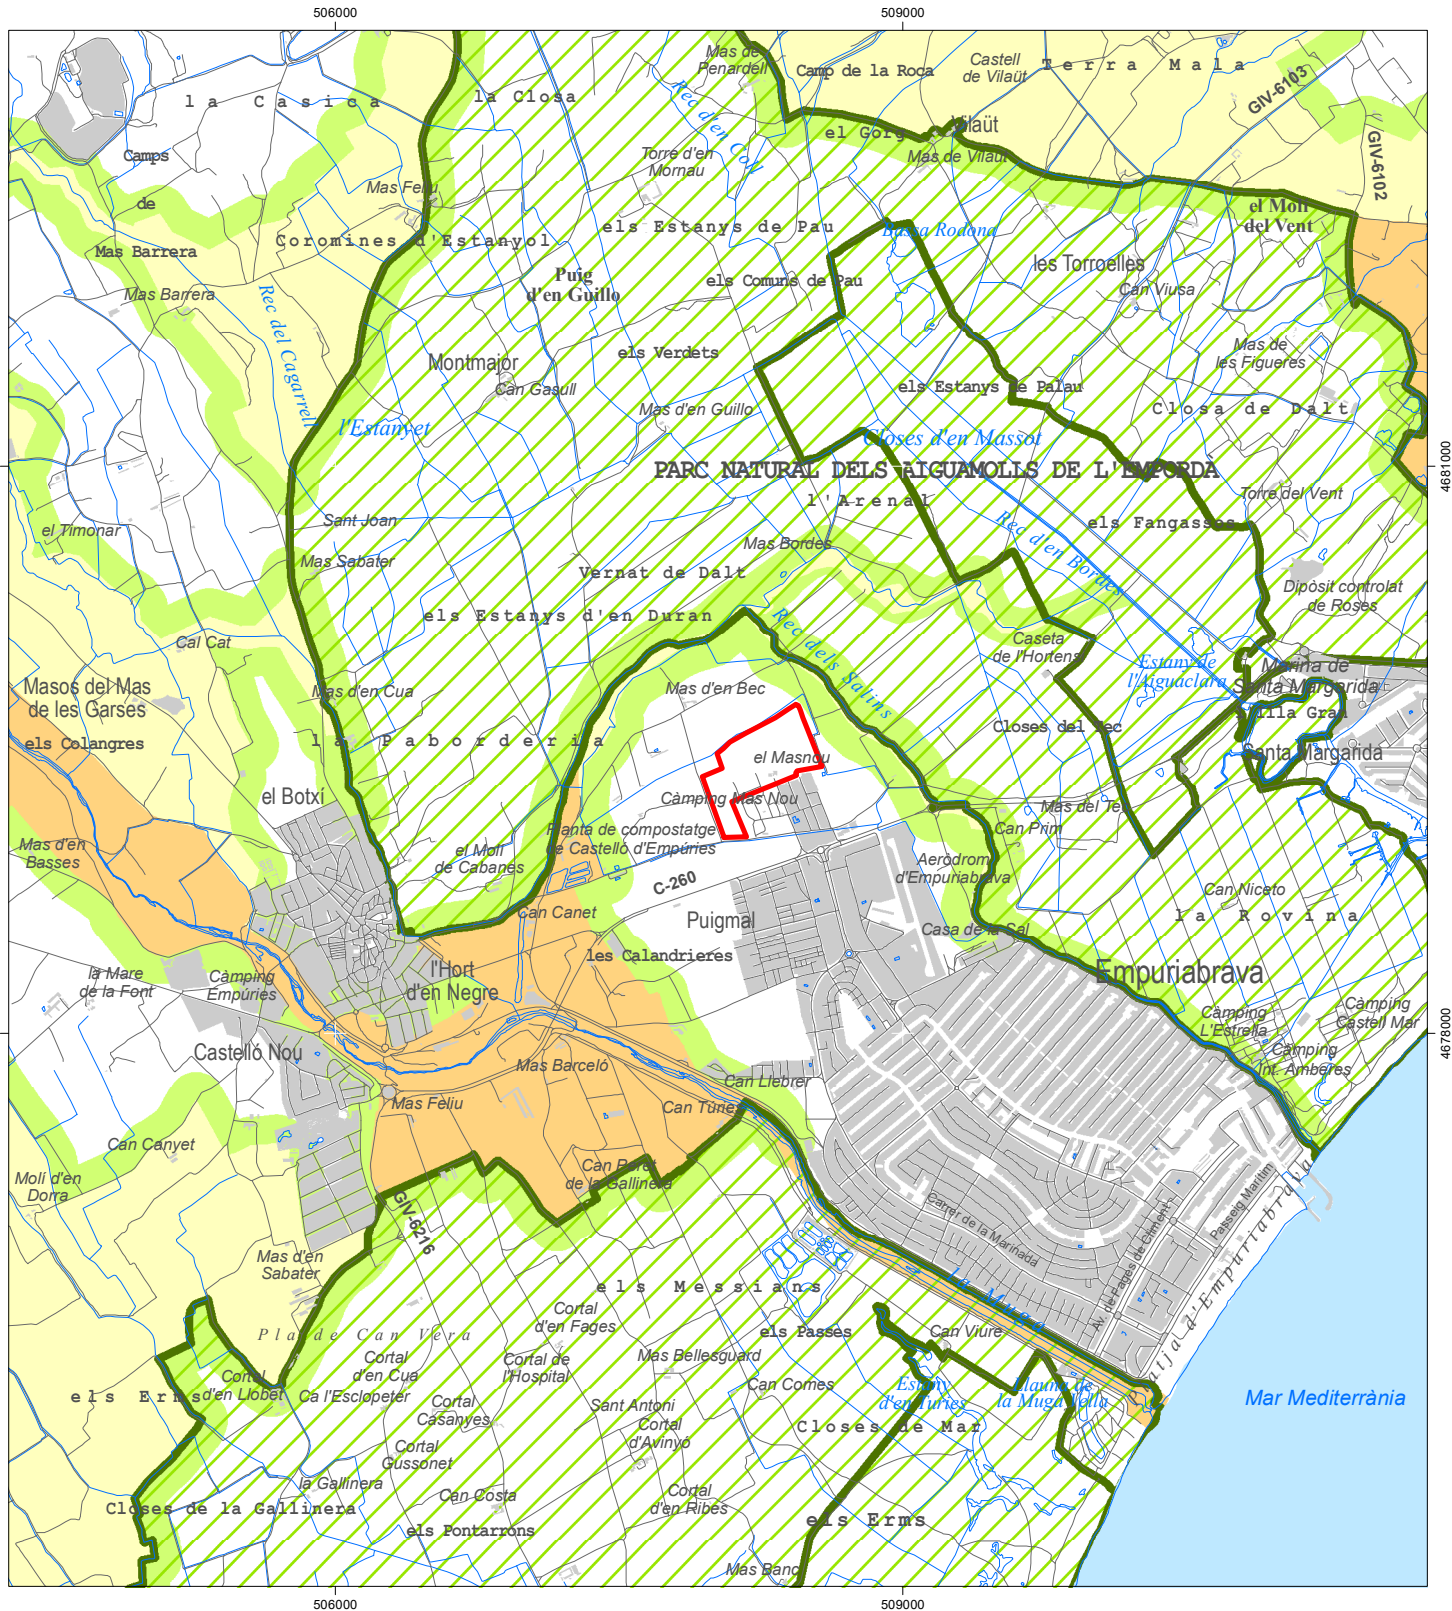 506000
509000
Mas de
Penardell
Camp de la Roca
Castell
de Vilaüt
Terra Mala
GIV-6103
la Casica
la Closa
Rec d'en Coll
el Gorg
Vilaüt
Mas de Vilaüt
GIV-6102
Camps
de
Mas Barrera
Torre d'en
Mornau
Mas Feliu
el Molí
del Vent
Coromines d'Estanyol
els Estanys de Pau
Bassa Rodona
les Torroelles
Puig
d'en Guillo
els Comuns de Pau
Can Viusa
Mas Barrera
Rec del Cagarrell
Montmajor
els Verdets
Mas de
les Figueres
Can Gasull
els Estanys de Palau
Mas d'en Guillo
Closa de Dalt
l'Estanyet
Closes d'en Massot
PARC NATURAL DELS AIGUAMOLLS DE L'EMPORDÀ
4681000
l'Arenal
Torre del Vent
el Timonar
Sant Joan
Rec d'en Bordes
els Fangassos
Mas Bordes
Mas Sabater
Vernat de Dalt
Dipòsit controlat
de Roses
els Estanys d'en Duran
Rec dels Salins
Caseta
de l'Hortens
Cal Cat
Estany de
l'Aiguaclara
Marina de
Santa Margarida
Masos del Mas
de les Garses
Mas d'en Cua
Mas d'en Bec
els Colangres
la Paborderia
Closes del Tec
Santa Margarida
el Masnou
el Botxí
Càmping Mas Nou
Mas del Tec
Mas d'en
Basses
el Molí
de Cabanes
Planta de compostatge
de Castelló d'Empúries
Can Prim
Aeròdrom
d'Empuriabrava
C-260
Can Niceto
Can Canet
Puigmal
la Rovina
Casa de la Sal
les Calandrieres
la Mare
de la Font
Càmping
Empúries
l'Hort
d'en Negre
Empuriabrava
Càmping
L'Estrella
Càmping
Castell Mar
4678000
Castelló Nou
Mas Barceló
Càmping
Int. Amberes
Can Llebrer
Mas Feliu
Can Túries
Can Canyet
Molí d'en
Dorra
Can Peret
de la Gallinera
GIV-6216
Carrer de la Marinada
Av. de Pages de Climent
Passeig Marítim
Platja d'Empuriabrava
Mas d'en
Sabater
els Messians
La Muga
Cortal
d'en Fages
Pla de Can Vera
els Passes
Can Viure
Cortal
d'en Cua
Cortal de
l'Hospital
Mas Bellesguard
Can Comes
Estany
d'en Túries
Llauna de
la Muga Vella
Mar Mediterrània
els Erms
Cortal
d'en Llobet
Ca l'Esclopeter
Cortal
Casanyes
Sant Antoni
Cortal
d'Avinyó
Closes de Mar
Cortal
Gussonet
la Gallinera
Can Costa
Cortal
d'en Ribes
Closes de la Gallinera
els Pontarrons
els Erms
Mas Banc
506000
509000